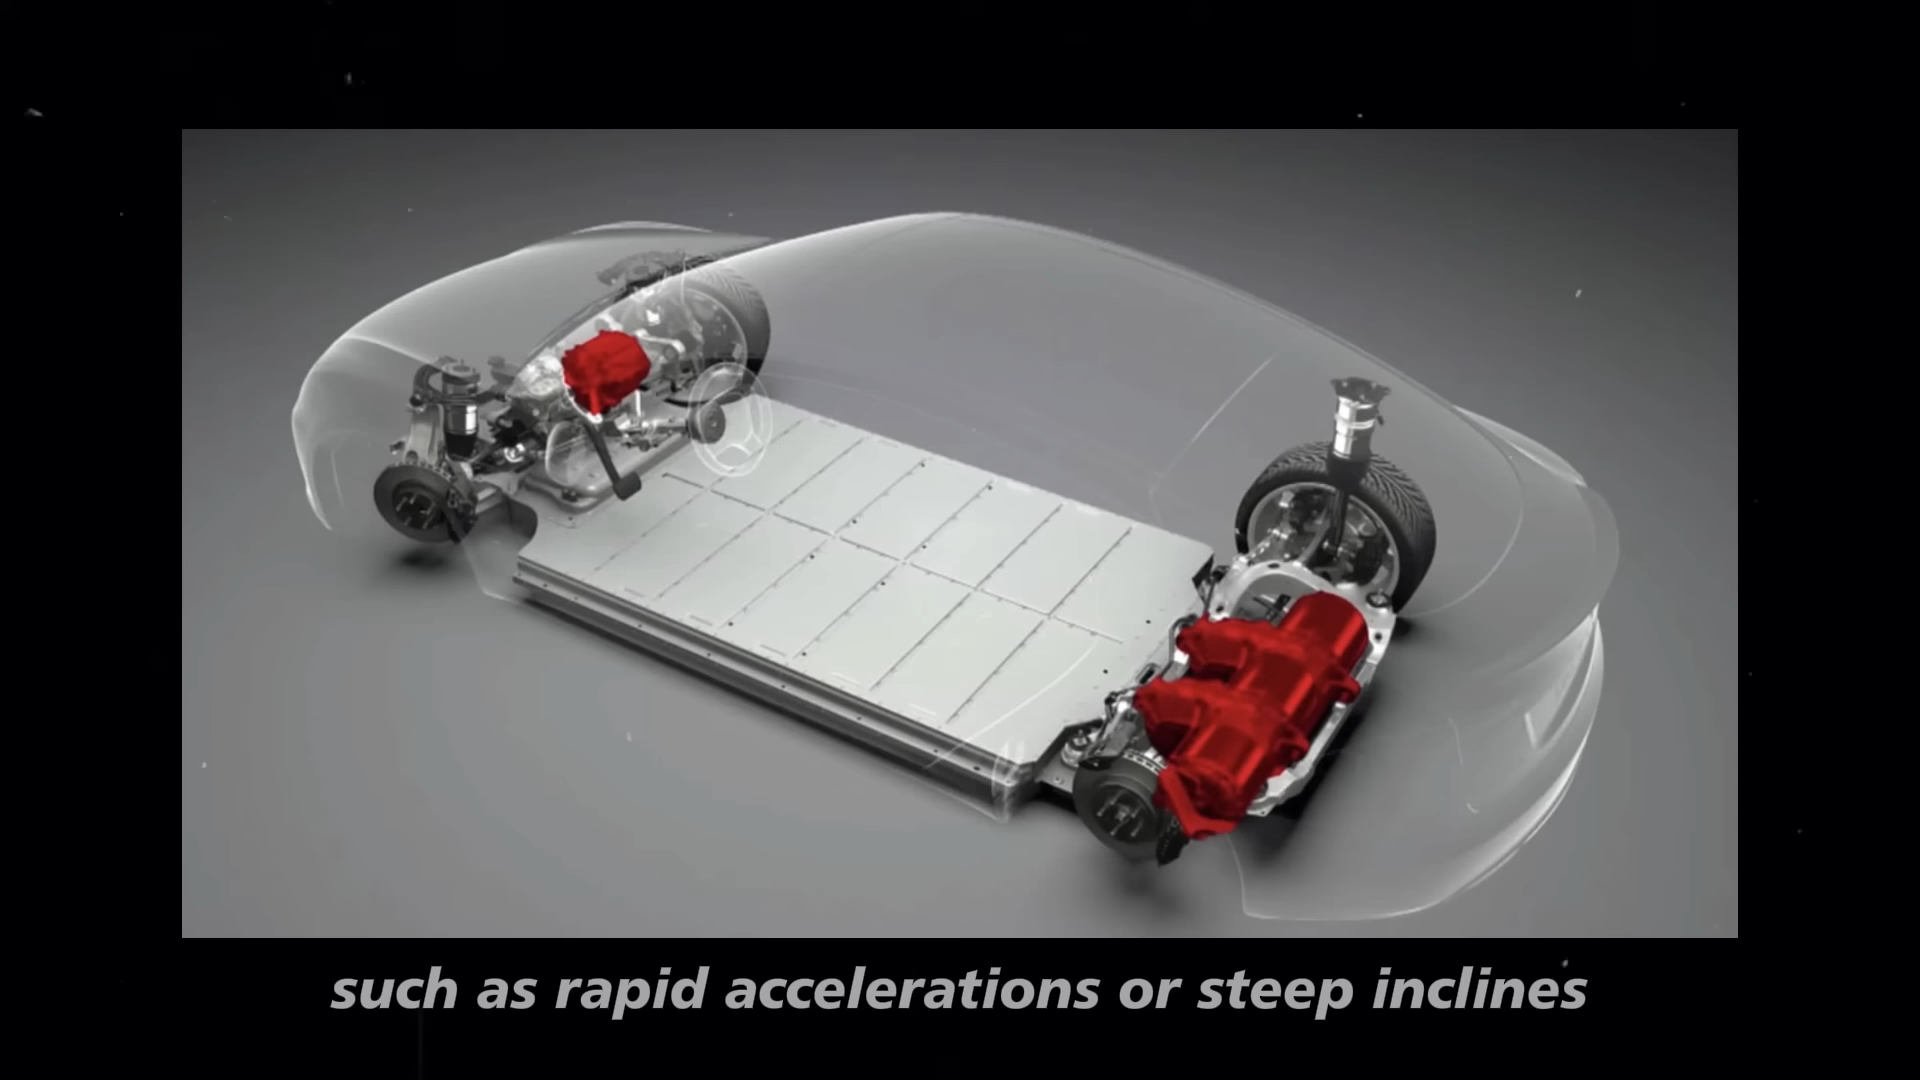 such as rapid accelerations or steep inclines